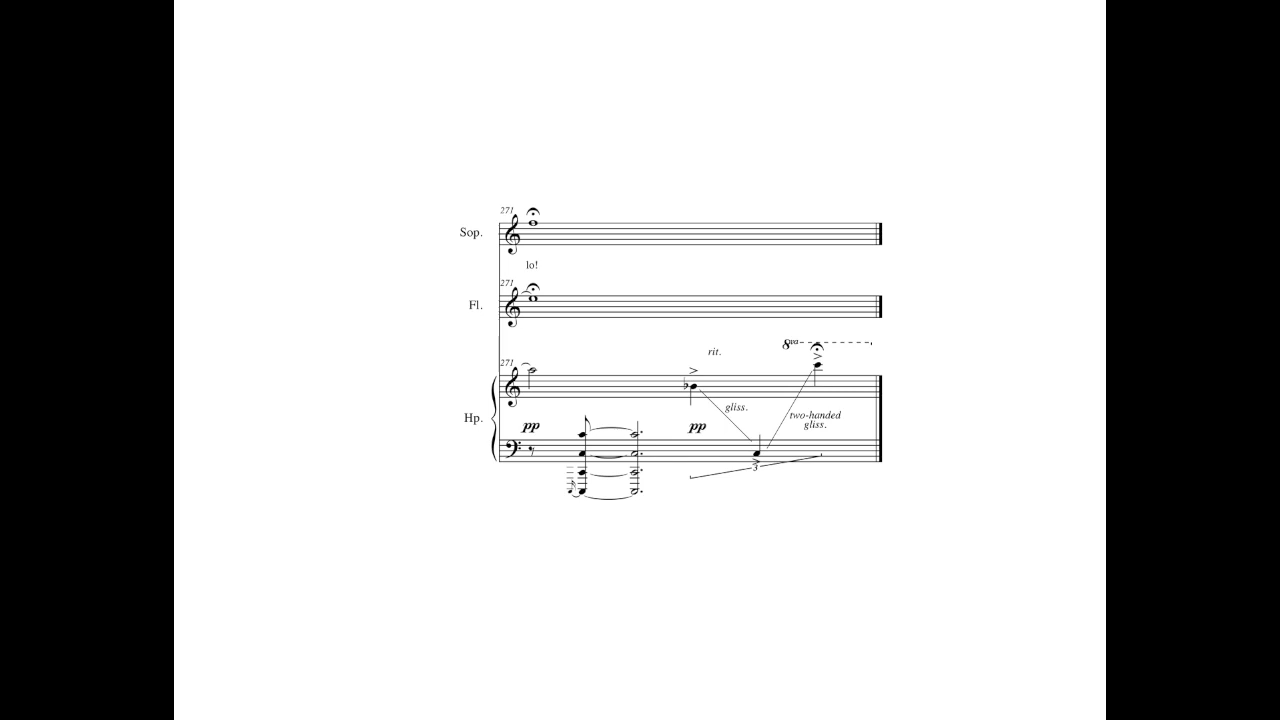 271
Sop.
lo!
271
Fl.
8va
rit.
271
gliss.
two-handed
gliss.
Hp.
pp
pp
3